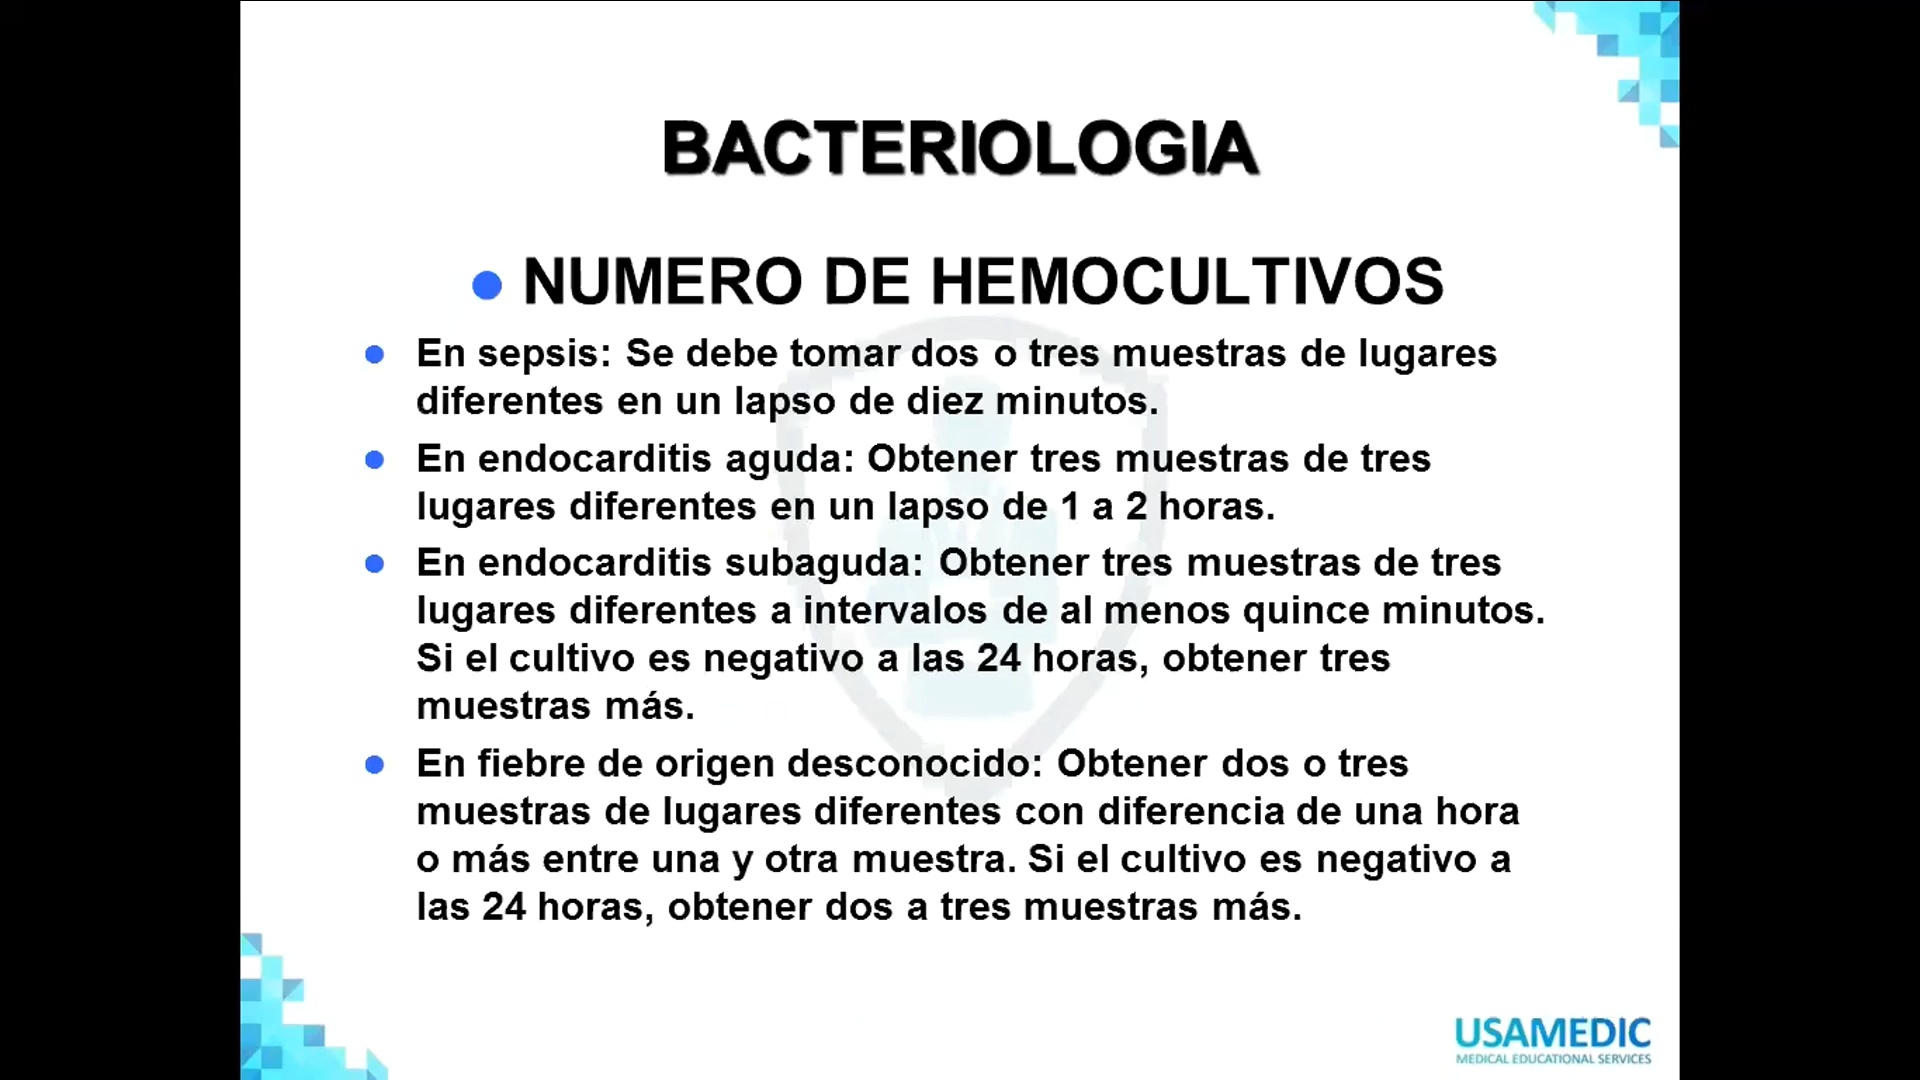 BACTERIOLOGIA
NUMERO DE HEMOCULTIVOS
En sepsis: Se debe tomar dos o tres muestras de lugares
diferentes en un lapso de diez minutos.
En endocarditis aguda: Obtener tres muestras de tres
lugares diferentes en un lapso de 1 a 2 horas.
En endocarditis subaguda: Obtener tres muestras de tres
lugares diferentes a intervalos de al menos quince minutos.
Si el cultivo es negativo a las 24 horas, obtener tres
muestras más.
En fiebre de origen desconocido: Obtener dos o tres
muestras de lugares diferentes con diferencia de una hora
o más entre una y otra muestra. Si el cultivo es negativo a
las 24 horas, obtener dos a tres muestras más.
USAMEDIC
MEDICAL EDUCATIONAL SERVICES